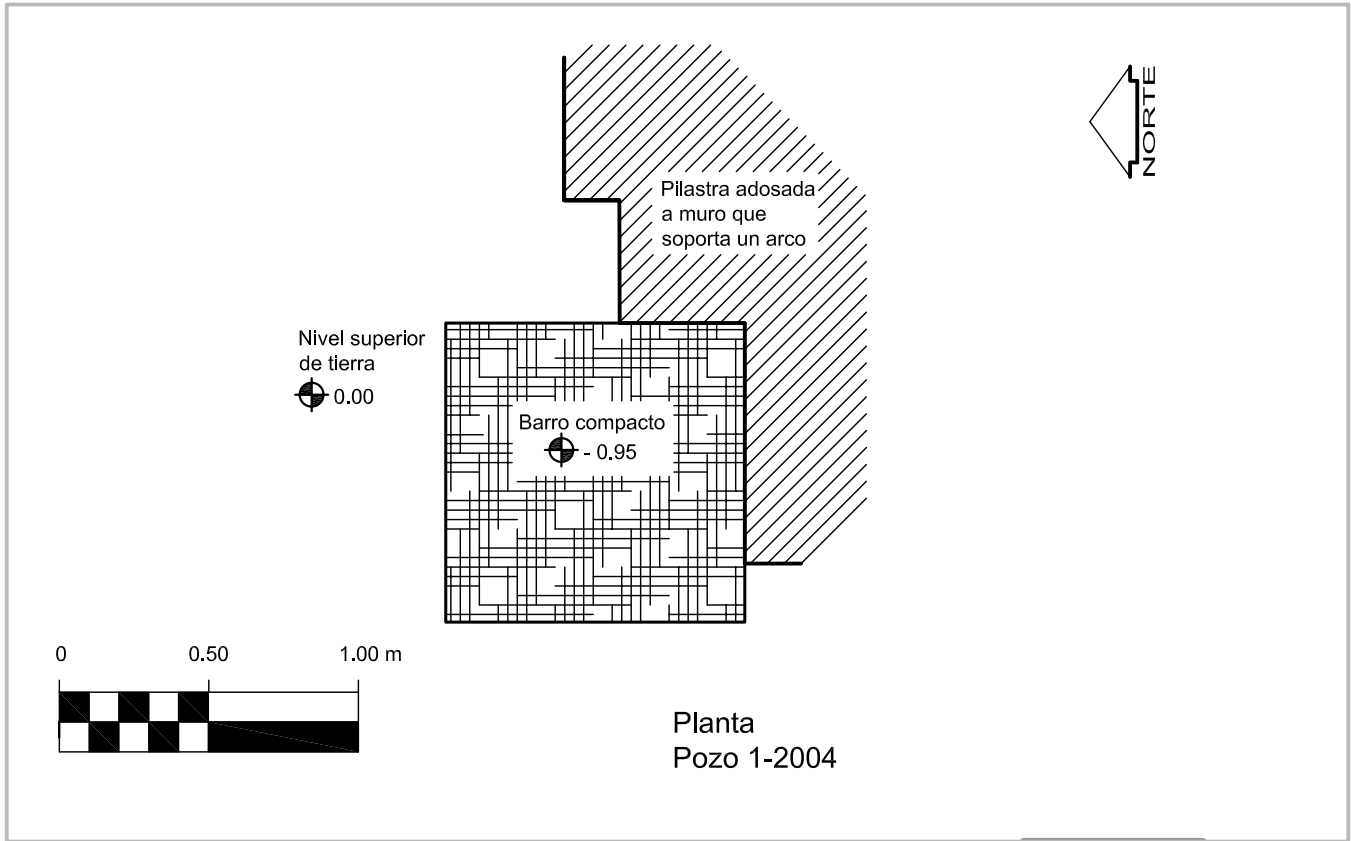 NORTE
Pilastra adosada
a muro que
soporta un arco
Nivel superior
de tierra
0.00
Barro compacto
- 0.95
0 0.50 1.00 m
Planta
Pozo 1-2004